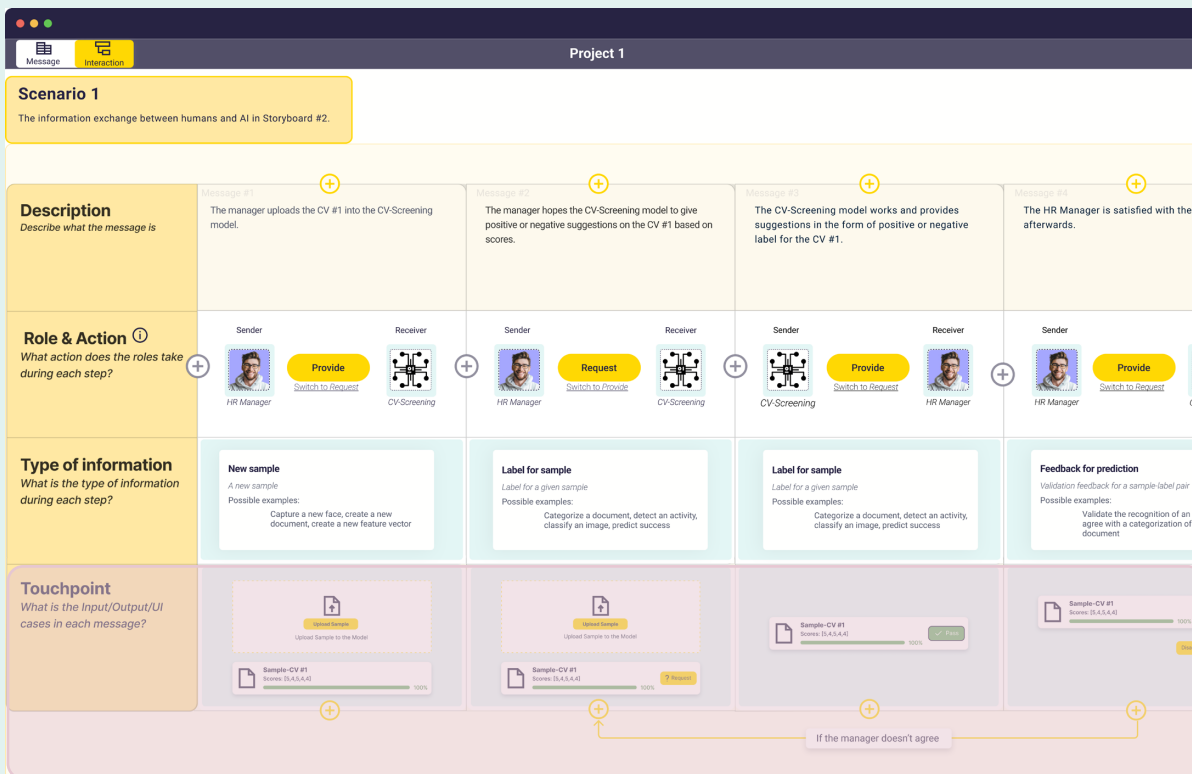 Message
Interaction
Project 1
Scenario 1
The information exchange between humans and AI in Storyboard #2.
Message #1
Message #2
Message #3
Message #4
Description
Describe what the message is
The manager uploads the CV #1 into the CV-Screening
model.
The manager hopes the CV-Screening model to give
positive or negative suggestions on the CV #1 based on
scores.
The CV-Screening model works and provides
suggestions in the form of positive or negative
label for the CV #1.
The HR Manager is satisfied with the
afterwards.
Role & Action
What action does the roles take
during each step?
Sender
Receiver
Provide
Switch to Request
HR Manager
CV-Screening
Sender
Receiver
Request
Switch to Provide
HR Manager
CV-Screening
Sender
Receiver
Provide
Switch to Request
CV-Screening
HR Manager
Sender
Provide
Switch to Request
HR Manager
Type of information
What is the type of information
during each step?
New sample
A new sample
Possible examples:
Capture a new face, create a new
document, create a new feature vector
Label for sample
Label for a given sample
Possible examples:
Categorize a document, detect an activity,
classify an image, predict success
Label for sample
Label for a given sample
Possible examples:
Categorize a document, detect an activity,
classify an image, predict success
Feedback for prediction
Validation feedback for a sample-label pair
Possible examples:
Validate the recognition of an
agree with a categorization of
document
Touchpoint
What is the Input/Output/UI
cases in each message?
Upload Sample
Upload Sample to the Model
Sample-CV #1
Scores: [5,4,5,4,4]
100%
Upload Sample
Upload Sample to the Model
Sample-CV #1
Scores: [5,4,5,4,4]
100%
? Request
Sample-CV #1
Scores: [5,4,5,4,4]
100%
Pass
Sample-CV #1
Scores: [5,4,5,4,4]
100%
If the manager doesn't agree